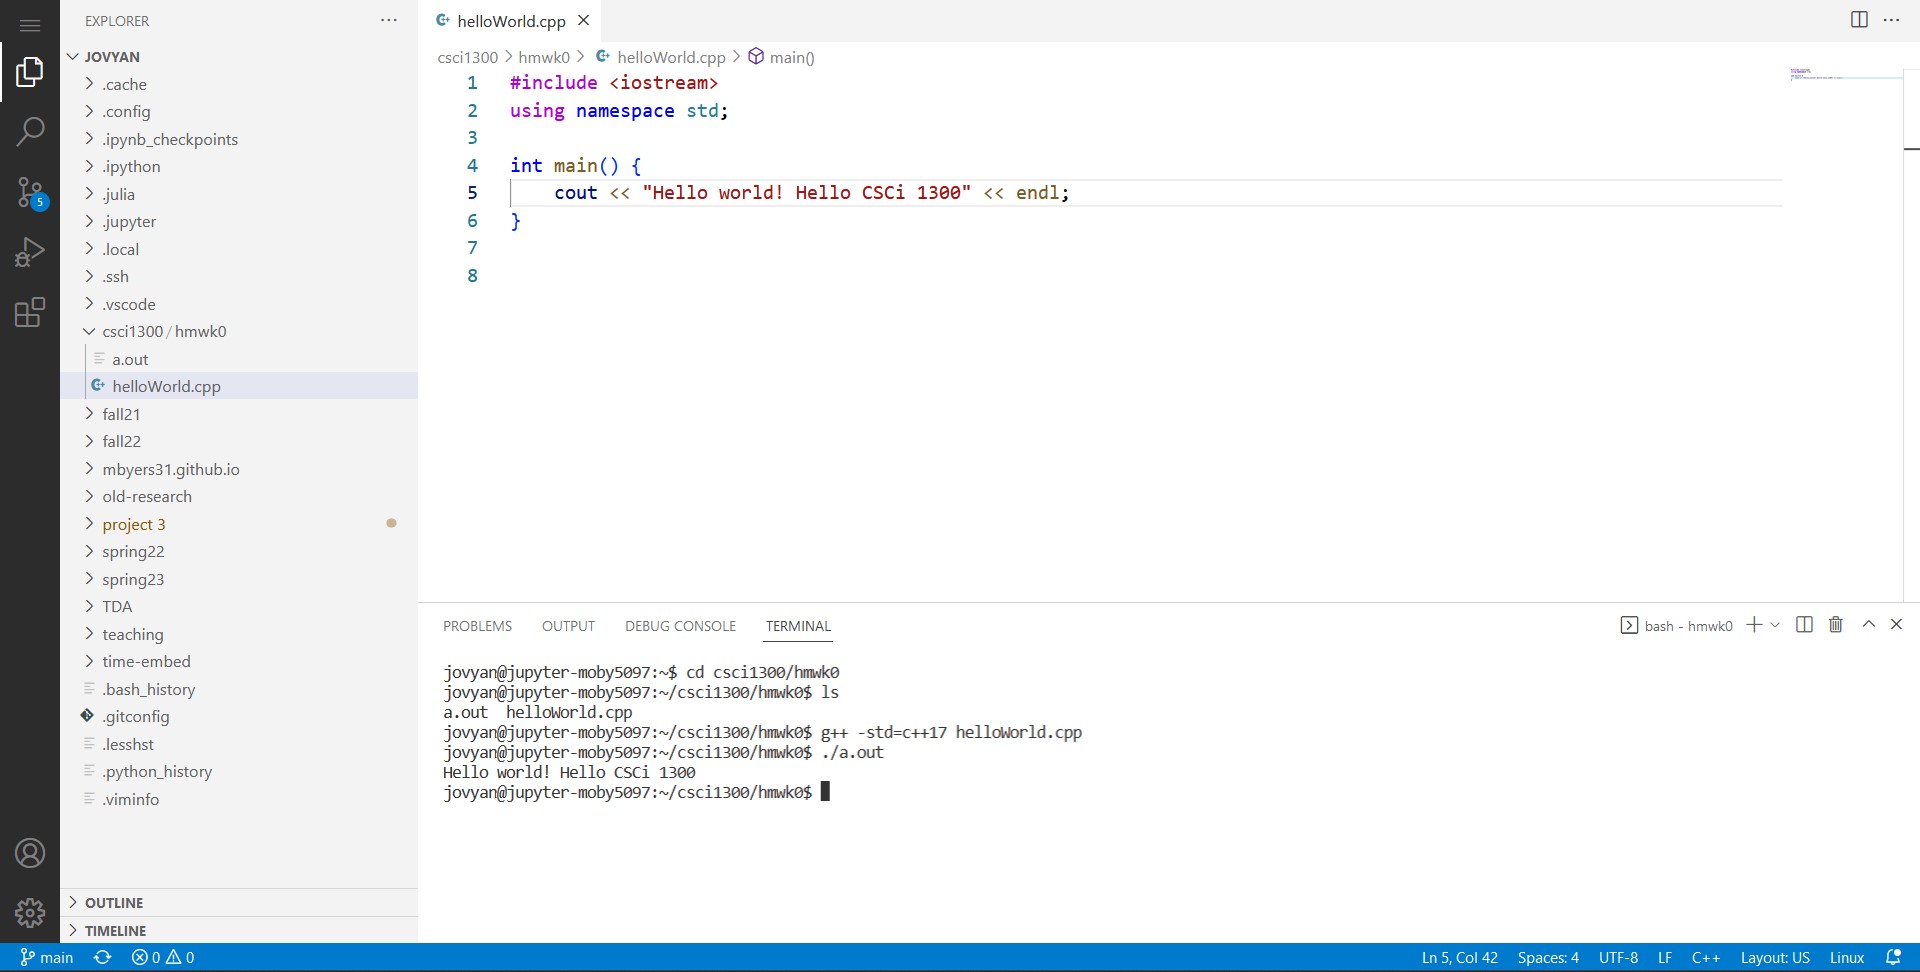 EXPLORER
JOVYAN
.cache
.config
.ipynb_checkpoints
.ipython
.julia
.jupyter
.local
.ssh
.vscode
csci1300 / hmwk0
a.out
helloWorld.cpp
fall21
fall22
mbyers31.github.io
old-research
project 3
spring22
spring23
TDA
teaching
time-embed
.bash_history
.gitconfig
.lesshst
.python_history
.viminfo
OUTLINE
TIMELINE
5
helloWorld.cpp
csci1300 > hmwk0 > helloWorld.cpp > main()
1 #include <iostream>
2 using namespace std;
3
4 int main() {
5 cout << "Hello world! Hello CSCi 1300" << endl;
6 }
7
8
PROBLEMS OUTPUT DEBUG CONSOLE TERMINAL
bash - hmwk0
jovyan@jupyter-moby5097:~$ cd csci1300/hmwk0
jovyan@jupyter-moby5097:~/csci1300/hmwk0$ ls
a.out helloWorld.cpp
jovyan@jupyter-moby5097:~/csci1300/hmwk0$ g++ -std=c++17 helloWorld.cpp
jovyan@jupyter-moby5097:~/csci1300/hmwk0$ ./a.out
Hello world! Hello CSCi 1300
jovyan@jupyter-moby5097:~/csci1300/hmwk0$
main 0 0 Ln 5, Col 42 Spaces: 4 UTF-8 LF C++ Layout: US Linux